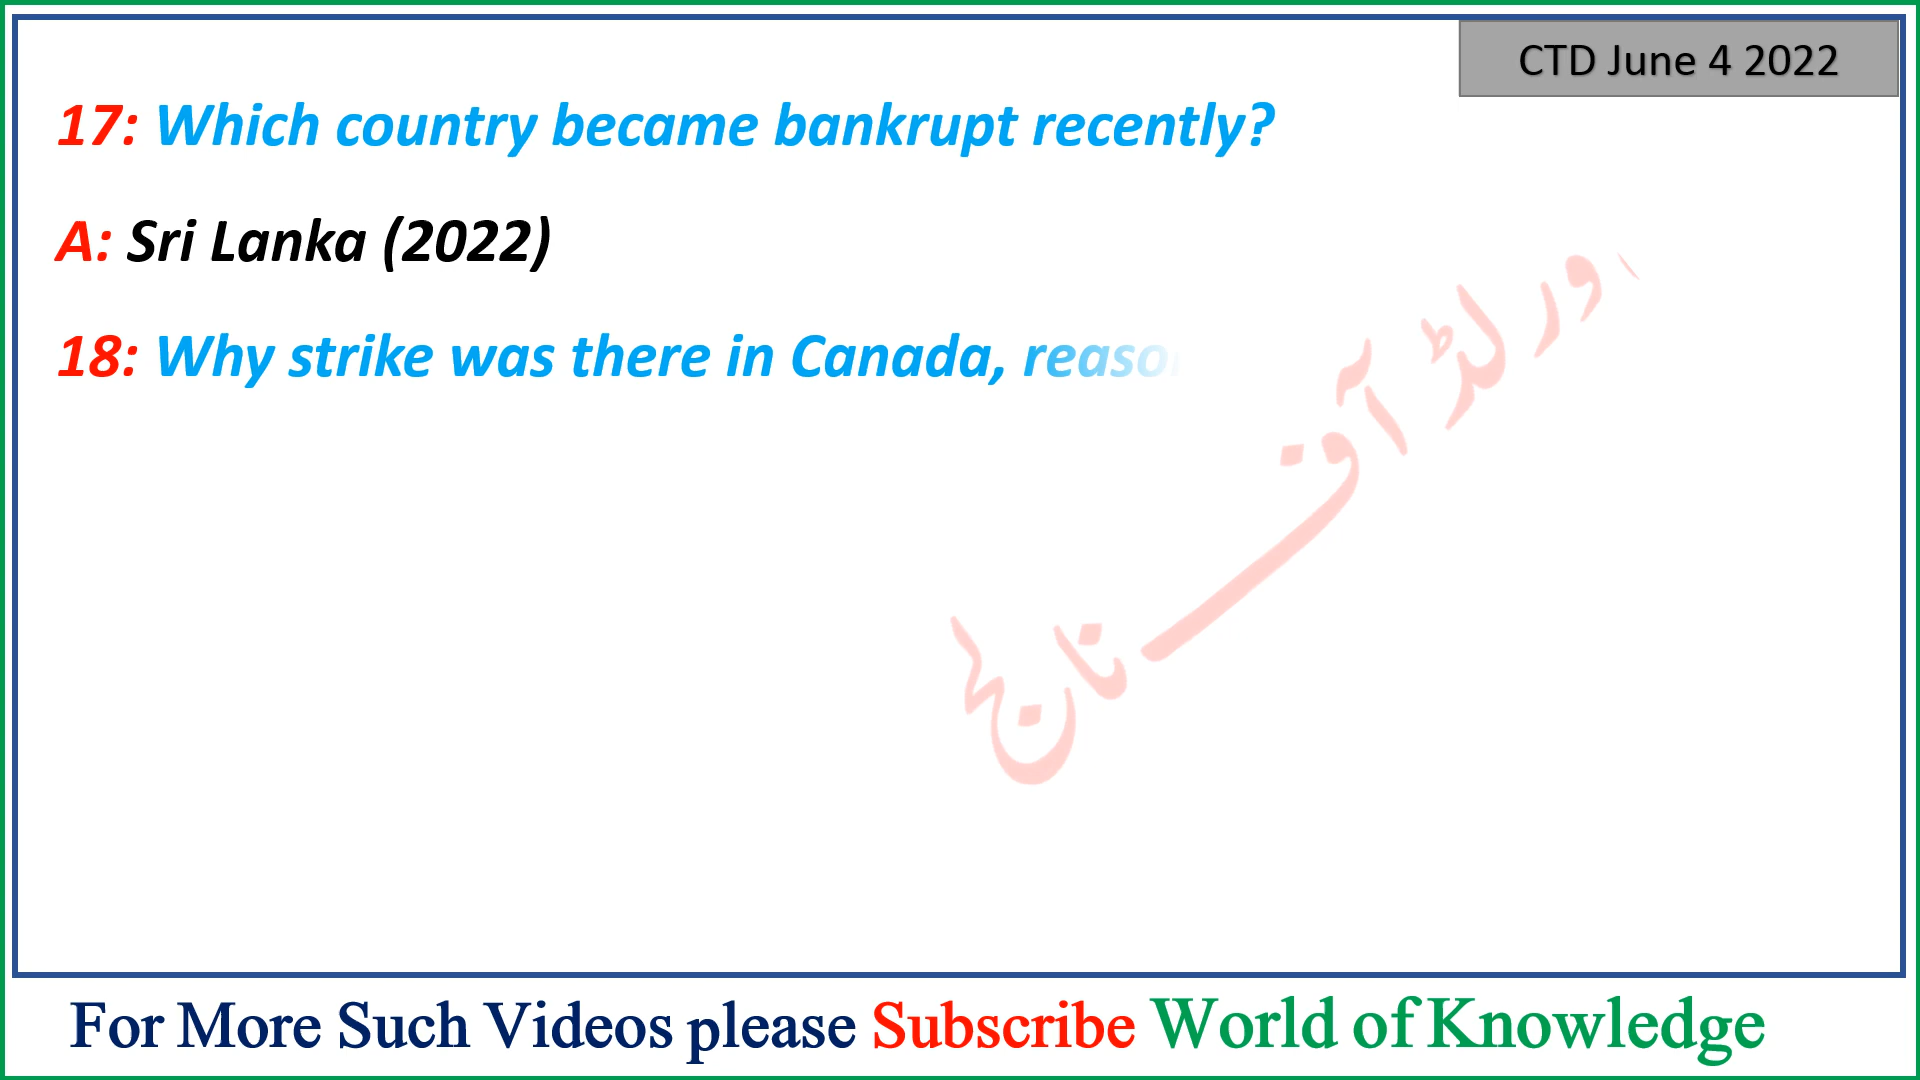 CTD June 4 2022
17: Which country became bankrupt recently?
A: Sri Lanka (2022)
18: Why strike was there in Canada,
ورلڈ آف نالج
For More Such Videos please Subscribe World of Knowledge